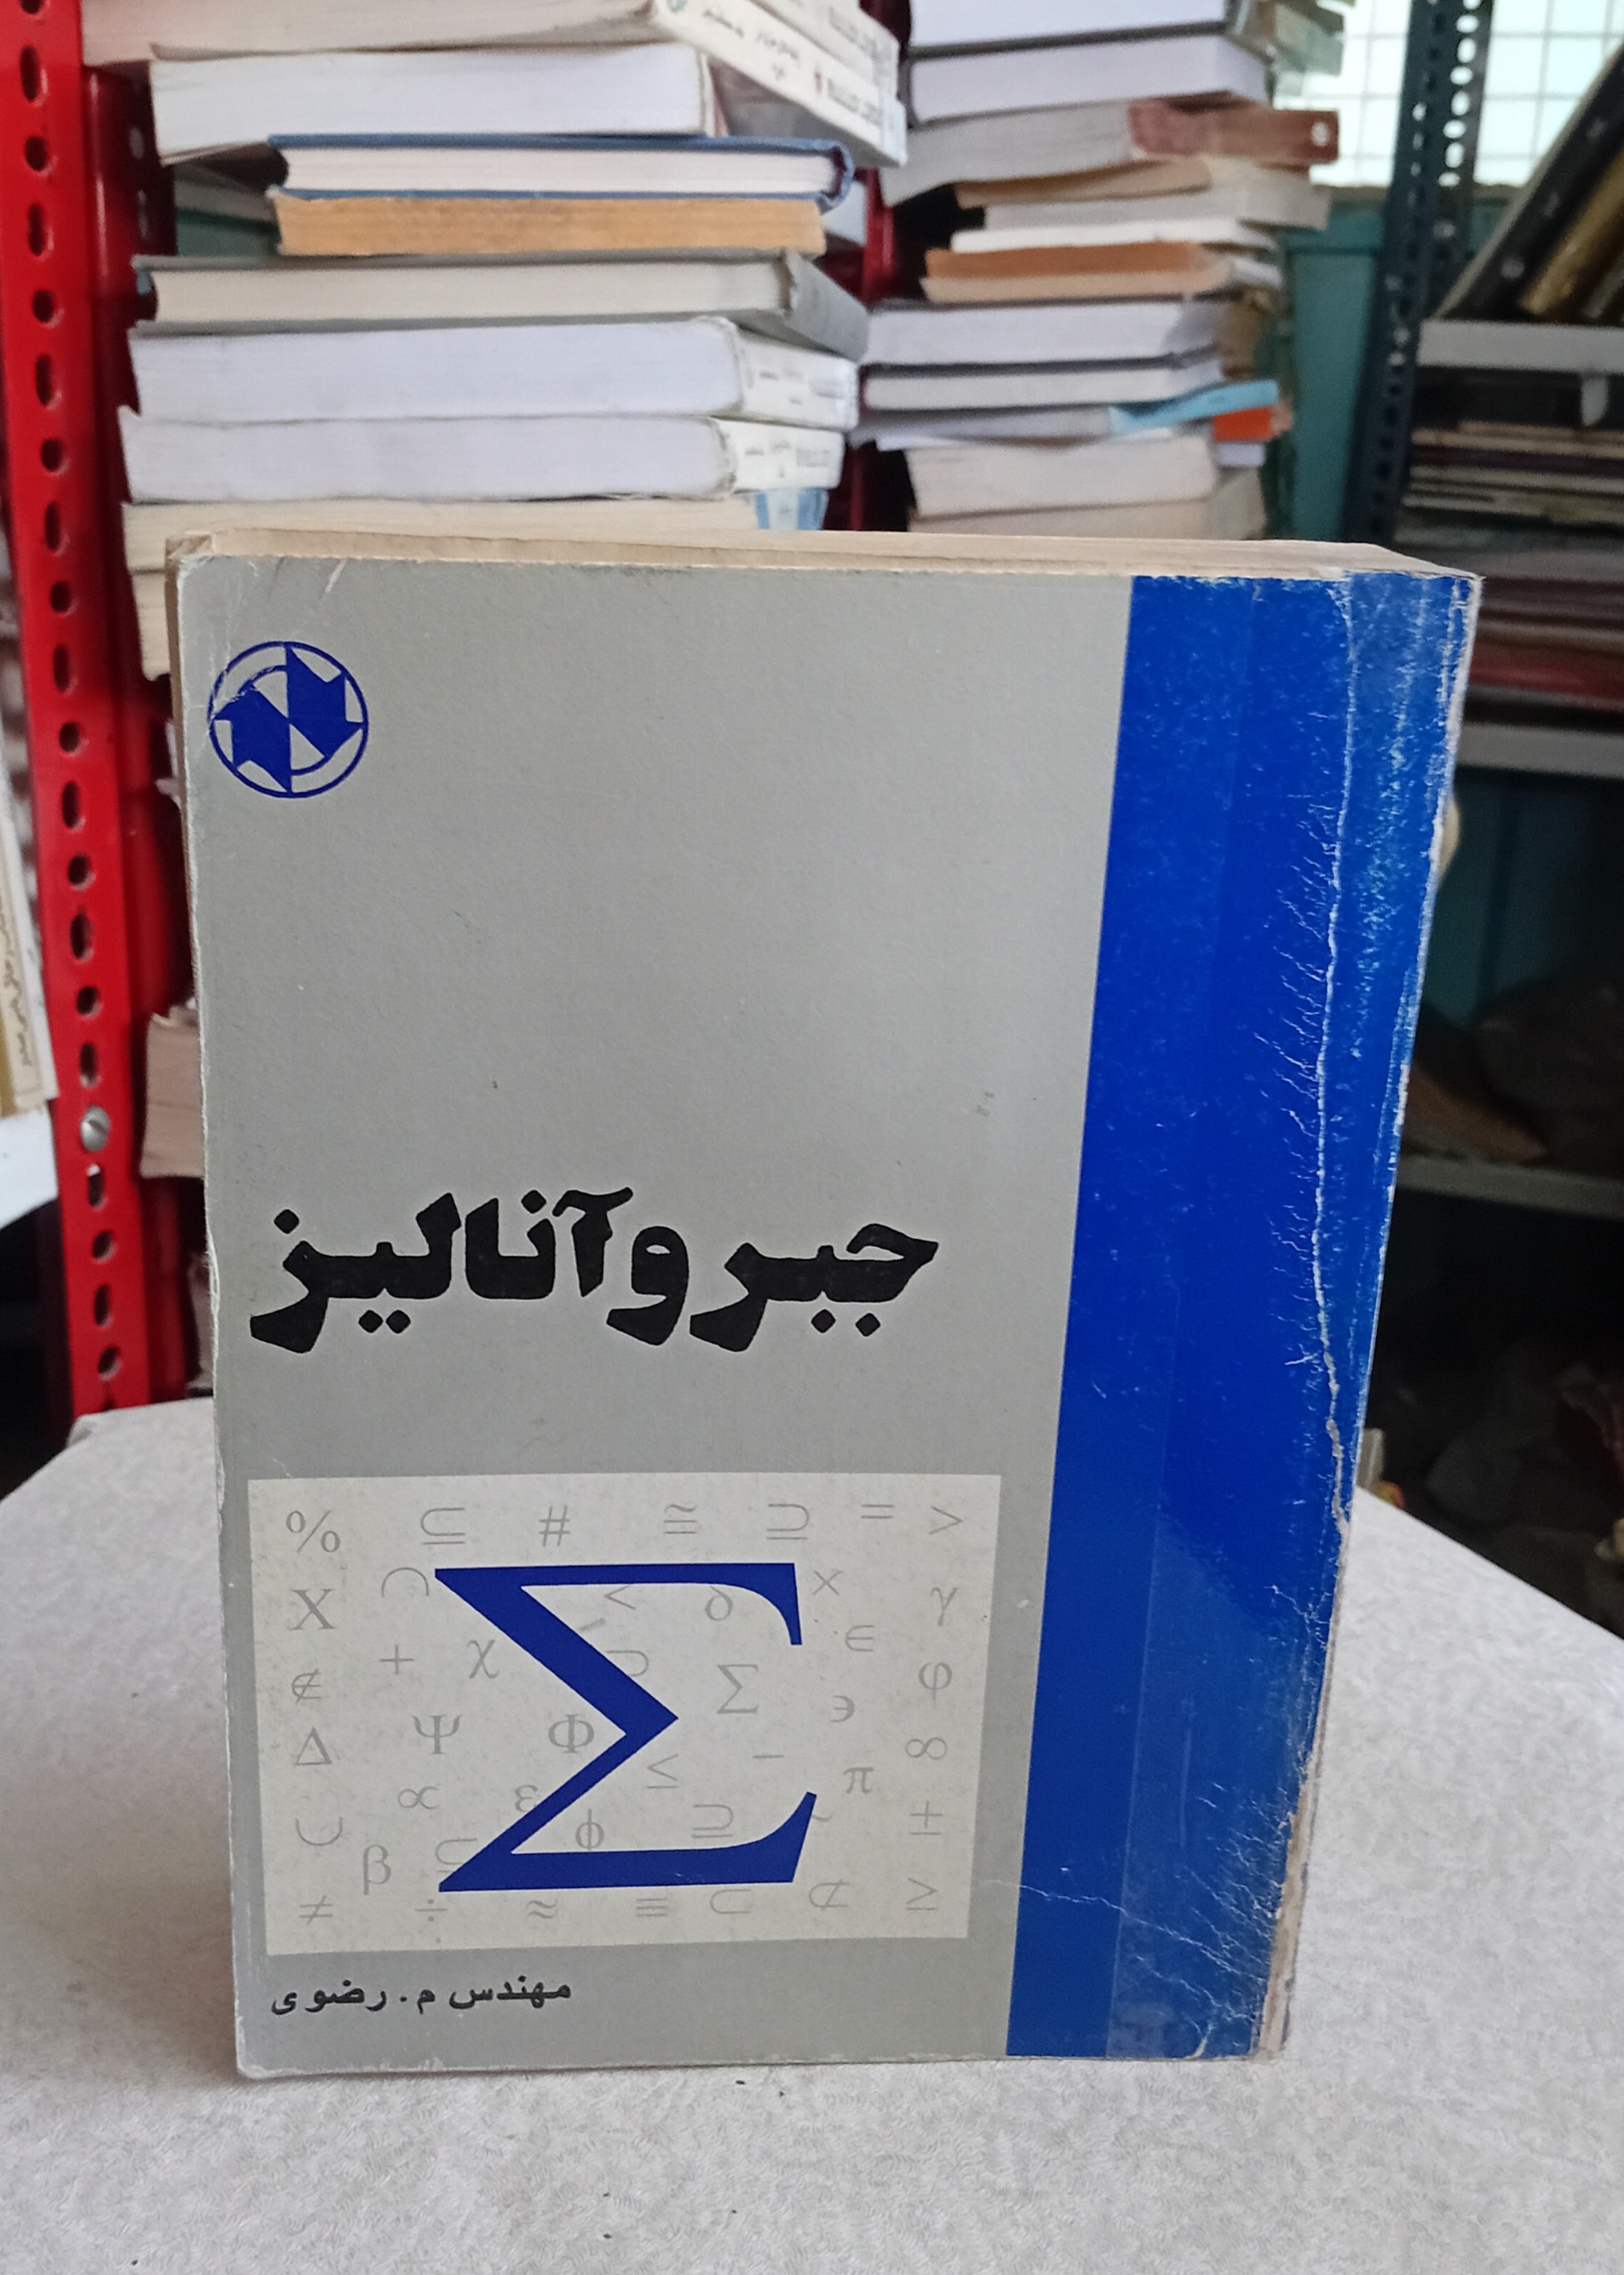 جبر و آنالیز
% ⊆ # ≅ ⊇ = >
X ∩ < ∂ × γ
+ χ ⊃ ∈
∉ Σ φ
Δ Ψ Φ ∍ ∞
∝ ε ≤ − π
∪ β ⊆ ϕ ⊇ ~ ±
≠ ÷ ≈ ≡ ⊂ ⊄ ≥
Σ
مهندس م. رضوی